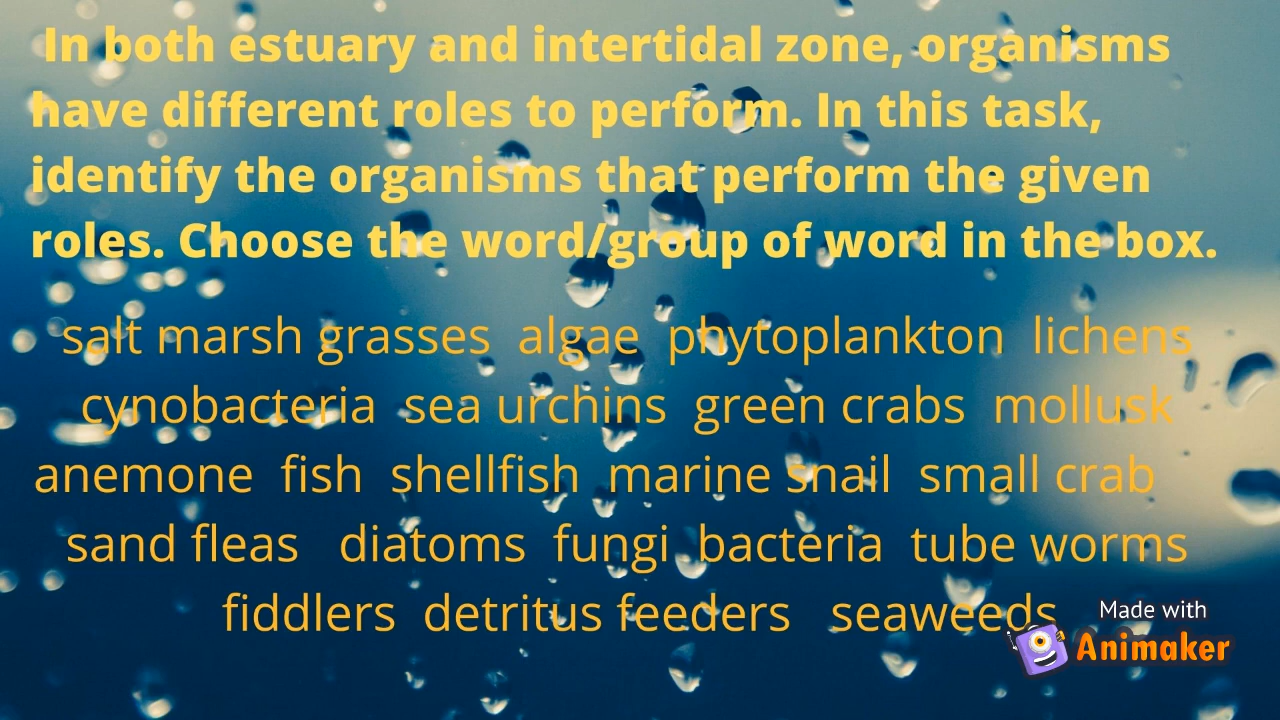 In both estuary and intertidal zone, organisms
have different roles to perform. In this task,
identify the organisms that perform the given
roles. Choose the word/group of word in the box.
salt marsh grasses algae phytoplankton lichens
cynobacteria sea urchins green crabs mollusk
anemone fish shellfish marine snail small crab
sand fleas diatoms fungi bacteria tube worms
fiddlers detritus feeders seaweeds
Made with
Animaker